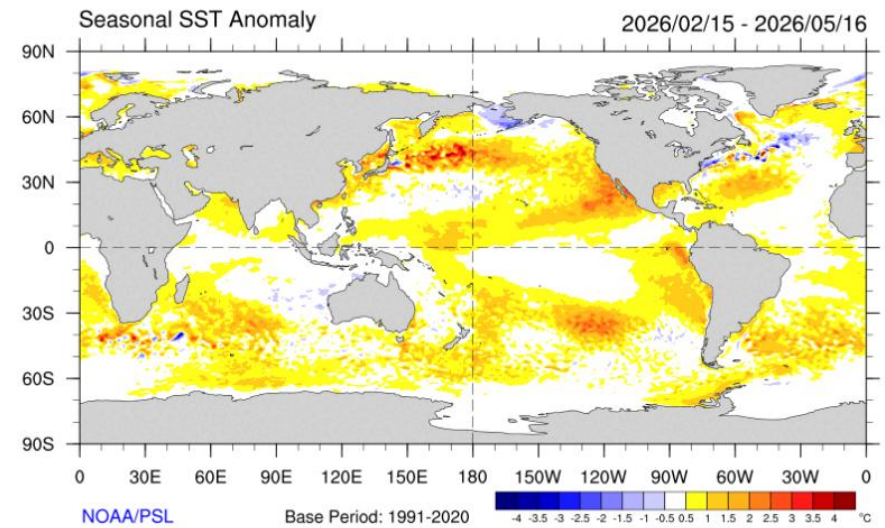 Seasonal SST Anomaly 2026/02/15 - 2026/05/16
90N
60N
30N
0
30S
60S
90S
0 30E 60E 90E 120E 150E 180 150W 120W 90W 60W 30W 0
NOAA/PSL Base Period: 1991-2020
-4 -3.5 -3 -2.5 -2 -1.5 -1 -0.5 0.5 1 1.5 2 2.5 3 3.5 4 °C